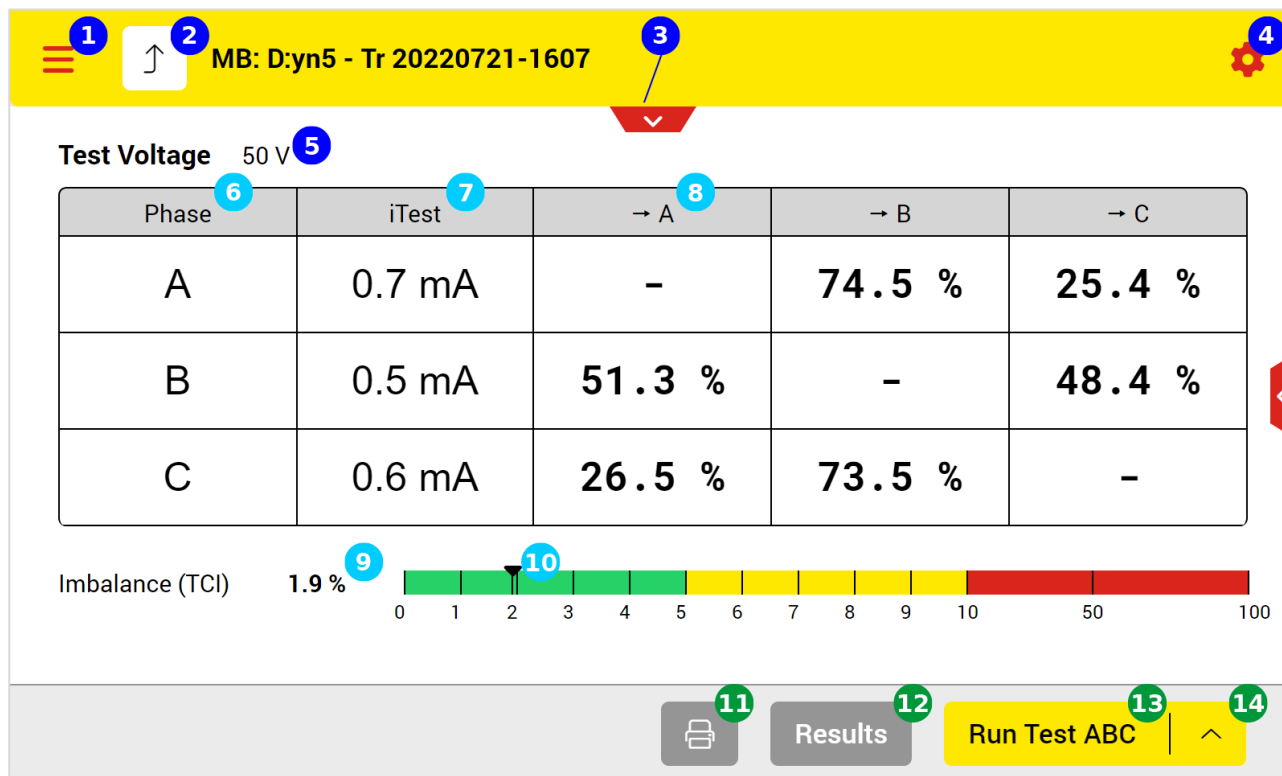 1 2 3 4
MB: D:yn5 - Tr 20220721-1607
Test Voltage 50 V 5
6 7 8
Phase iTest → A → B → C
A 0.7 mA - 74.5 % 25.4 %
B 0.5 mA 51.3 % - 48.4 %
C 0.6 mA 26.5 % 73.5 % -
9 10
Imbalance (TCI) 1.9 %
0 1 2 3 4 5 6 7 8 9 10 50 100
11 12 13 14
Results Run Test ABC